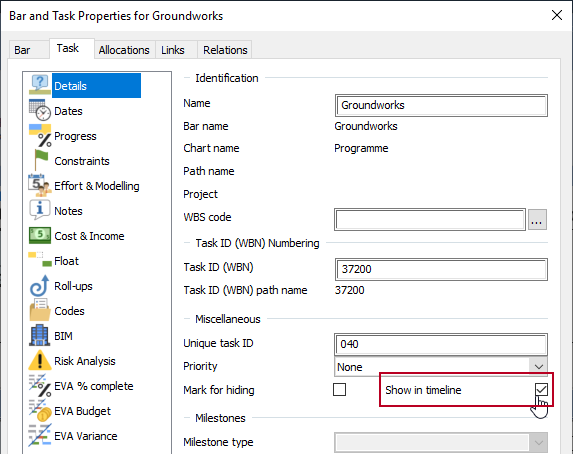 Bar and Task Properties for Groundworks
Bar Task Allocations Links Relations
Details
Dates
Progress
Constraints
Effort & Modelling
Notes
Cost & Income
Float
Roll-ups
Codes
BIM
Risk Analysis
EVA % complete
EVA Budget
EVA Variance
Identification
Name Groundworks
Bar name Groundworks
Chart name Programme
Path name
Project
WBS code ...
Task ID (WBN) Numbering
Task ID (WBN) 37200
Task ID (WBN) path name 37200
Miscellaneous
Unique task ID 040
Priority None
Mark for hiding Show in timeline
Milestones
Milestone type